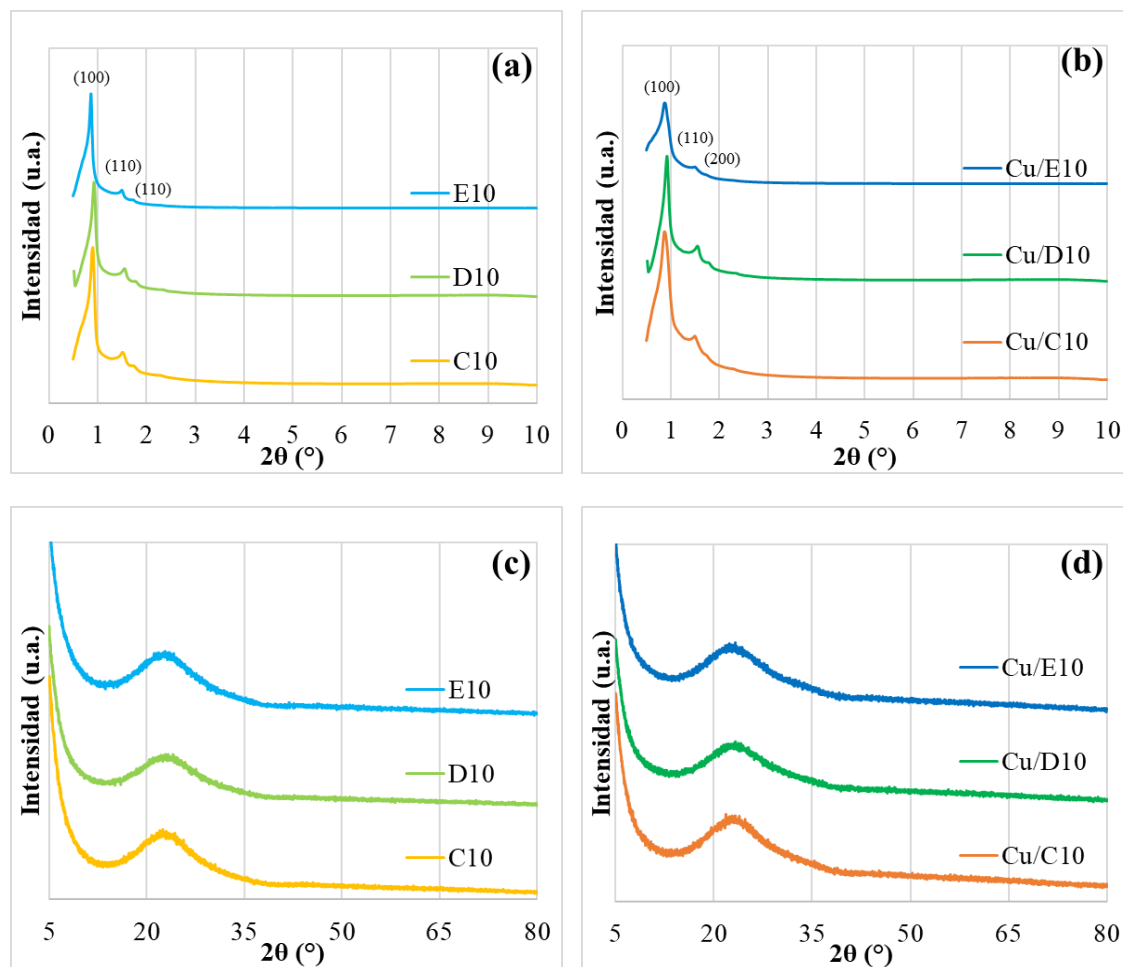 (a)
(100)
(110)
(110)
E10
D10
C10
Intensidad (u.a.)
0 1 2 3 4 5 6 7 8 9 10
2θ (°)
(b)
(100)
(110)
(200)
Cu/E10
Cu/D10
Cu/C10
Intensidad (u.a.)
0 1 2 3 4 5 6 7 8 9 10
2θ (°)
(c)
E10
D10
C10
Intensidad (u.a.)
5 20 35 50 65 80
2θ (°)
(d)
Cu/E10
Cu/D10
Cu/C10
Intensidad (u.a.)
5 20 35 50 65 80
2θ (°)